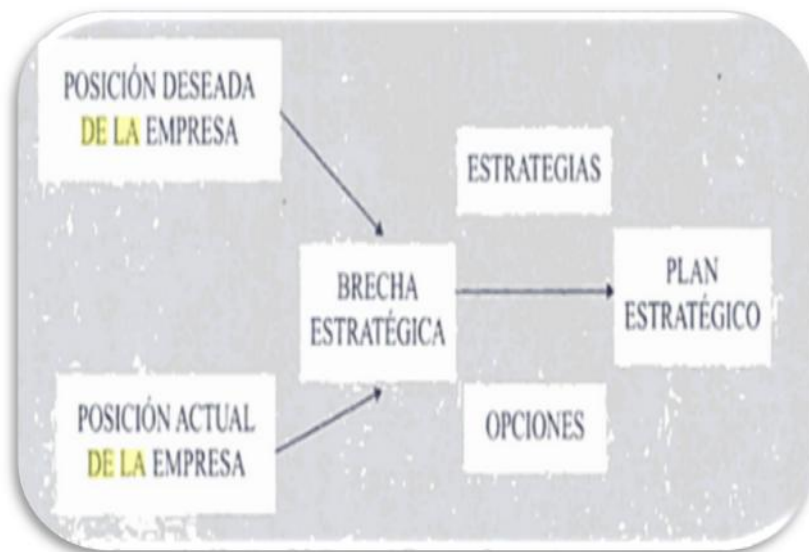 POSICIÓN DESEADA
DE LA EMPRESA
ESTRATEGIAS
BRECHA
ESTRATÉGICA
PLAN
ESTRATÉGICO
POSICIÓN ACTUAL
DE LA EMPRESA
OPCIONES